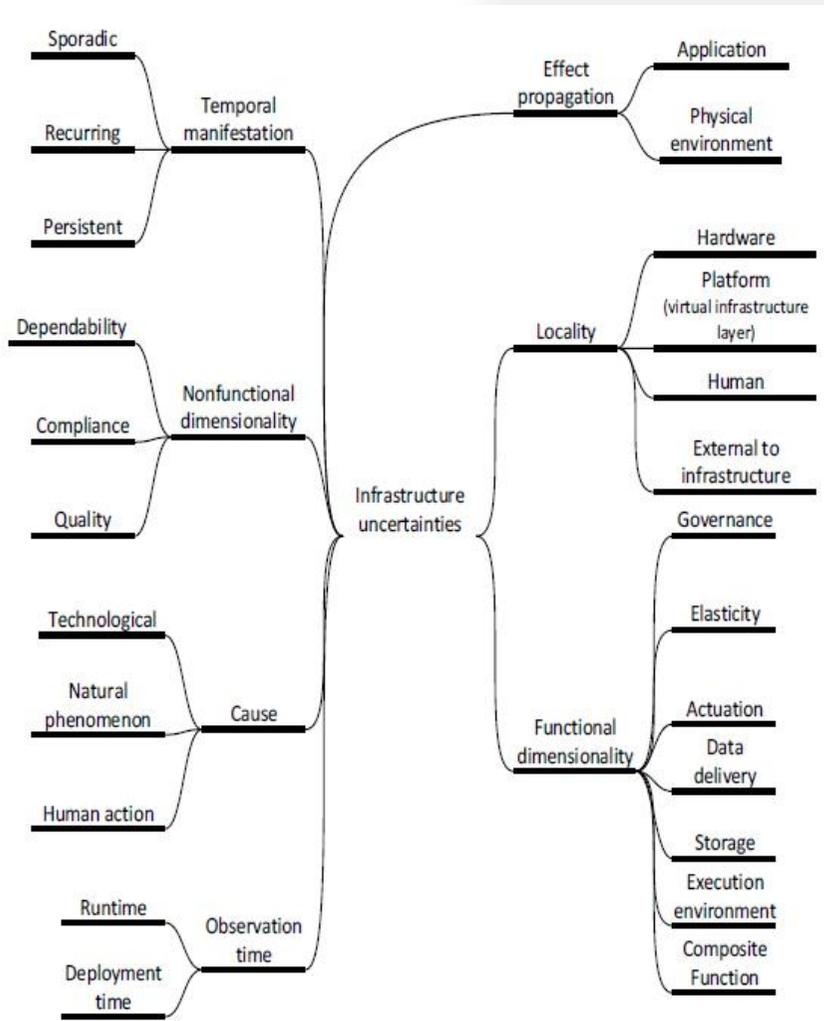 Sporadic
Recurring
Persistent
Temporal
manifestation
Dependability
Compliance
Quality
Nonfunctional
dimensionality
Technological
Natural
phenomenon
Human action
Cause
Runtime
Deployment
time
Observation
time
Infrastructure
uncertainties
Effect
propagation
Application
Physical
environment
Locality
Hardware
Platform
(virtual infrastructure
layer)
Human
External to
infrastructure
Functional
dimensionality
Governance
Elasticity
Actuation
Data
delivery
Storage
Execution
environment
Composite
Function